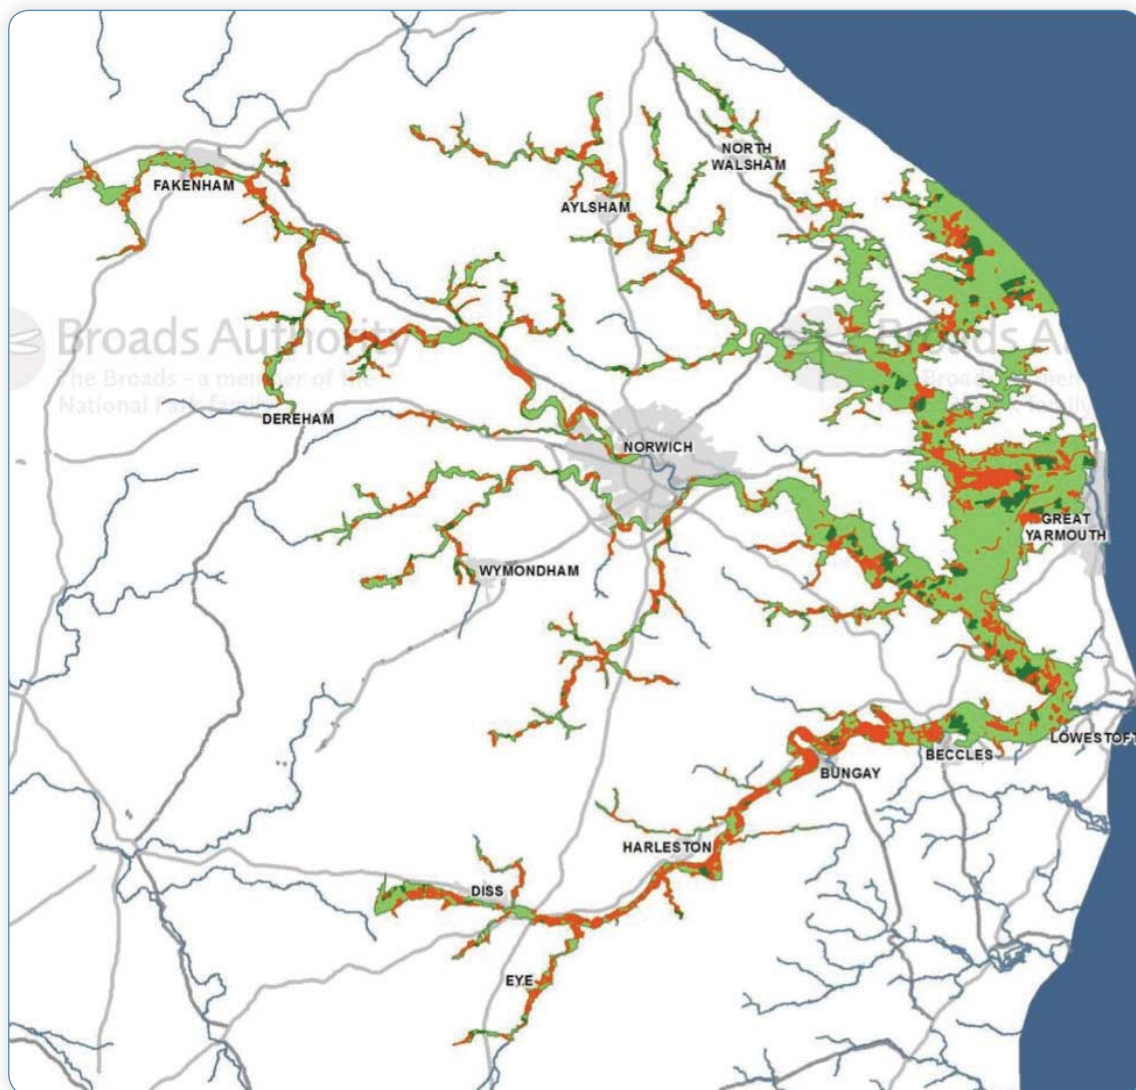 NORTH
WALSHAM
FAKENHAM
AYLSHAM
Broads Authority
The Broads - a member of the
National Park family
Broads A
DEREHAM
NORWICH
GREAT
YARMOUTH
WYMONDHAM
LOWESTOFT
BECCLES
BUNGAY
HARLESTON
DISS
EYE